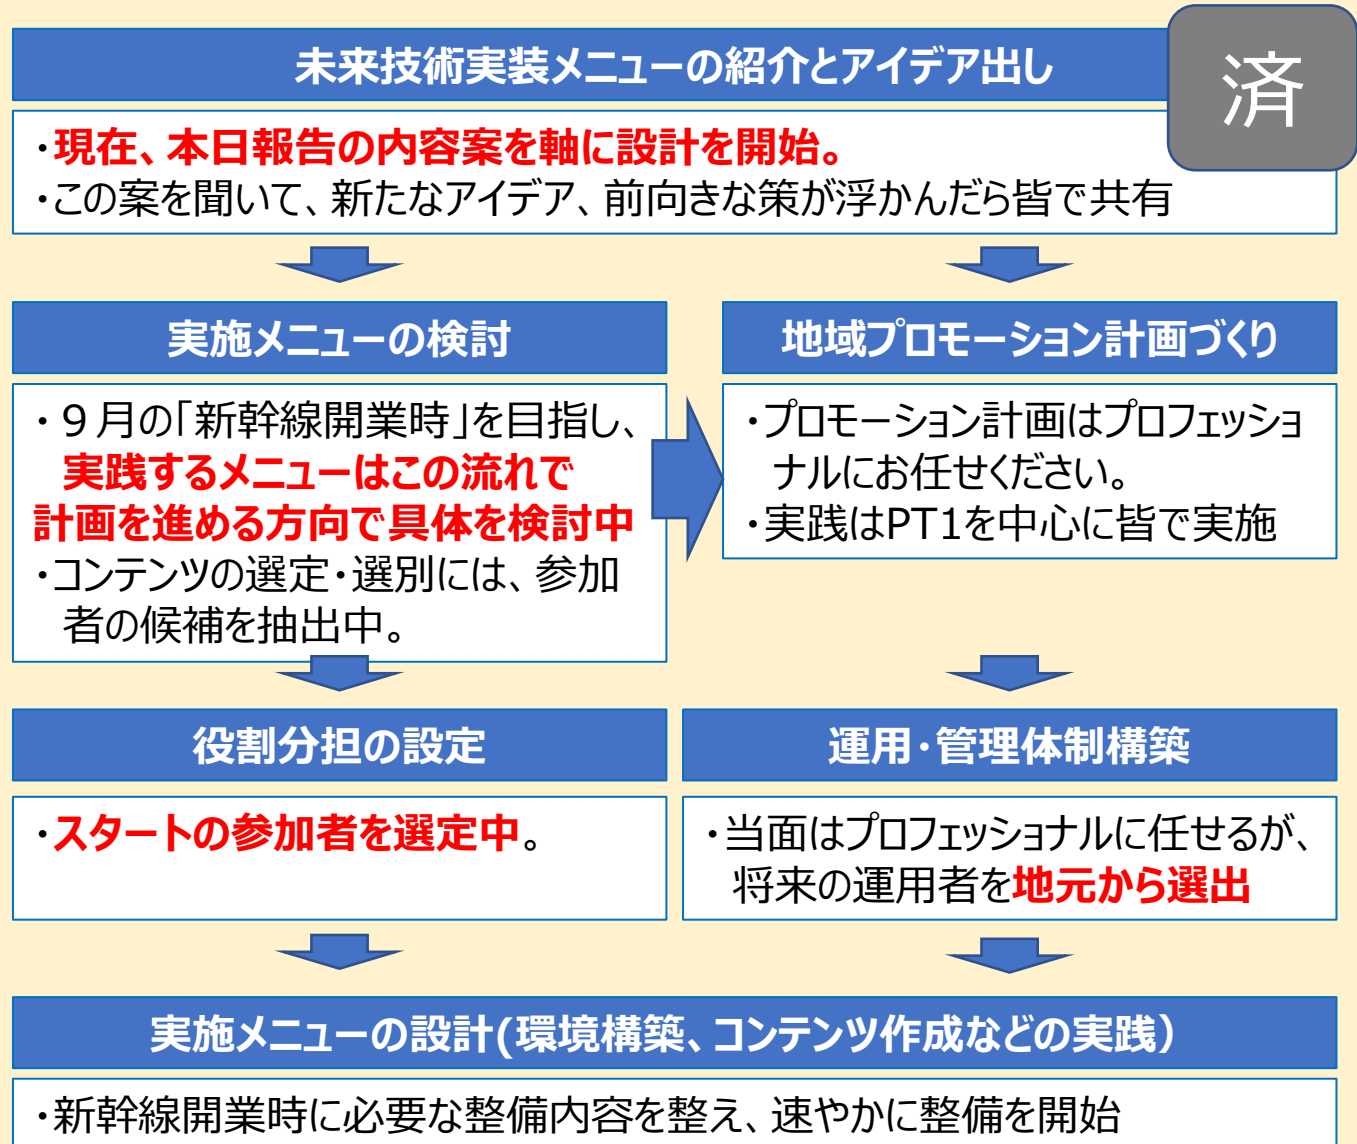 未来技術実装メニューの紹介とアイデア出し
済
・現在、本日報告の内容案を軸に設計を開始。
・この案を聞いて、新たなアイデア、前向きな策が浮かんだら皆で共有
実施メニューの検討
・９月の「新幹線開業時」を目指し、
実践するメニューはこの流れで
計画を進める方向で具体を検討中
・コンテンツの選定・選別には、参加
者の候補を抽出中。
地域プロモーション計画づくり
・プロモーション計画はプロフェッショ
ナルにお任せください。
・実践はPT1を中心に皆で実施
役割分担の設定
・スタートの参加者を選定中。
運用・管理体制構築
・当面はプロフェッショナルに任せるが、
将来の運用者を地元から選出
実施メニューの設計(環境構築、コンテンツ作成などの実践）
・新幹線開業時に必要な整備内容を整え、速やかに整備を開始